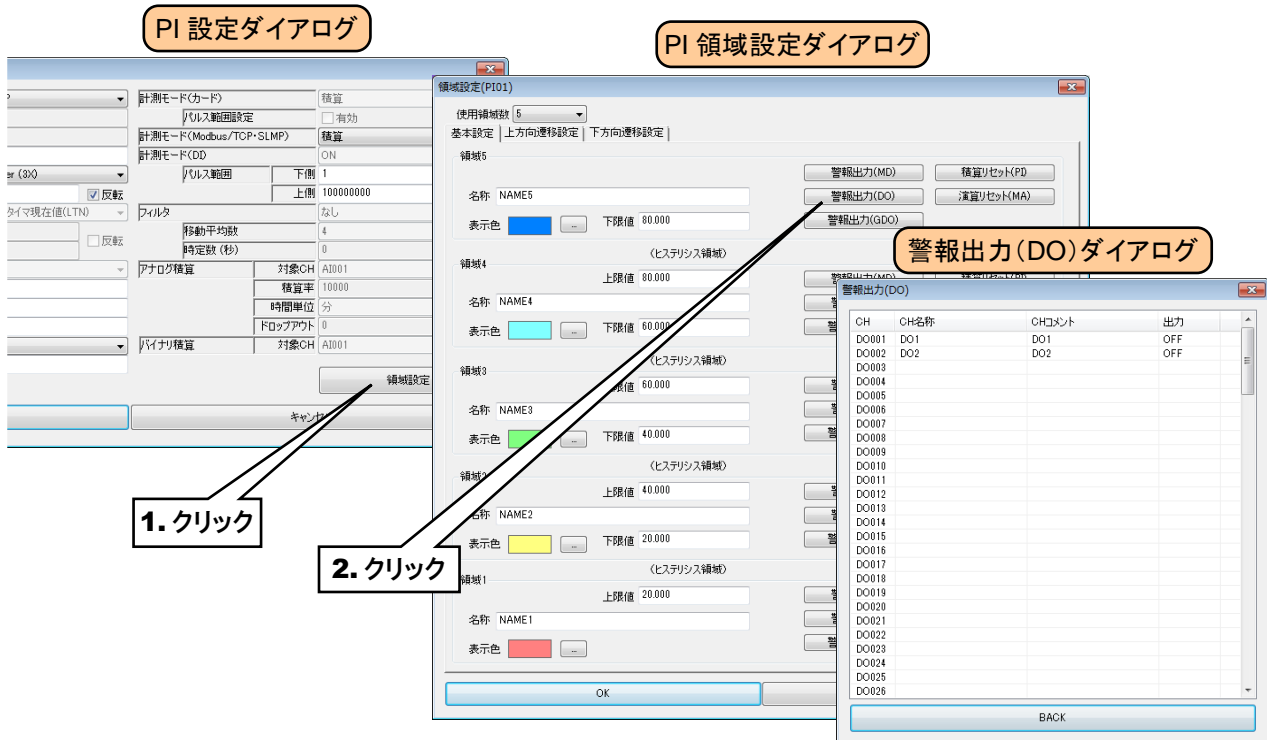 PI 設定ダイアログ
計測モード(カード) 積算
パルス範囲設定 有効
計測モード(Modbus/TCP・SLMP) 積算
計測モード(DI) ON
er (3X) パルス範囲 下側 1
反転 上側 100000000
タイマ現在値(LTN) フィルタ なし
移動平均数 4
反転
時定数 (秒) 0
アナログ積算 対象CH AI001
積算率 10000
時間単位 分
ドロップアウト 0
バイナリ積算 対象CH AI001
領域設定
1. クリック
PI 領域設定ダイアログ
領域設定(PI01)
使用領域数 5
基本設定 上方向遷移設定 下方向遷移設定
領域5
警報出力(MD) 積算リセット(PI)
名称 NAME5 警報出力(DO) 演算リセット(MA)
表示色 ... 下限値 80.000 警報出力(GDO)
(ヒステリシス領域)
領域4
上限値 80.000
名称 NAME4
表示色 ... 下限値 60.000
(ヒステリシス領域)
領域3
上限値 60.000
名称 NAME3
表示色 ... 下限値 40.000
(ヒステリシス領域)
上限値 40.000
名称 NAME2
表示色 ... 下限値 20.000
(ヒステリシス領域)
領域1
上限値 20.000
名称 NAME1
表示色 ...
OK
2. クリック
警報出力(DO)ダイアログ
警報出力(DO)
CH CH名称 CHコメント 出力
DO001 DO1 DO1 OFF
DO002 DO2 DO2 OFF
DO003
DO004
DO005
DO006
DO007
DO008
DO009
DO010
DO011
DO012
DO013
DO014
DO015
DO016
DO017
DO018
DO019
DO020
DO021
DO022
DO023
DO024
DO025
DO026
BACK